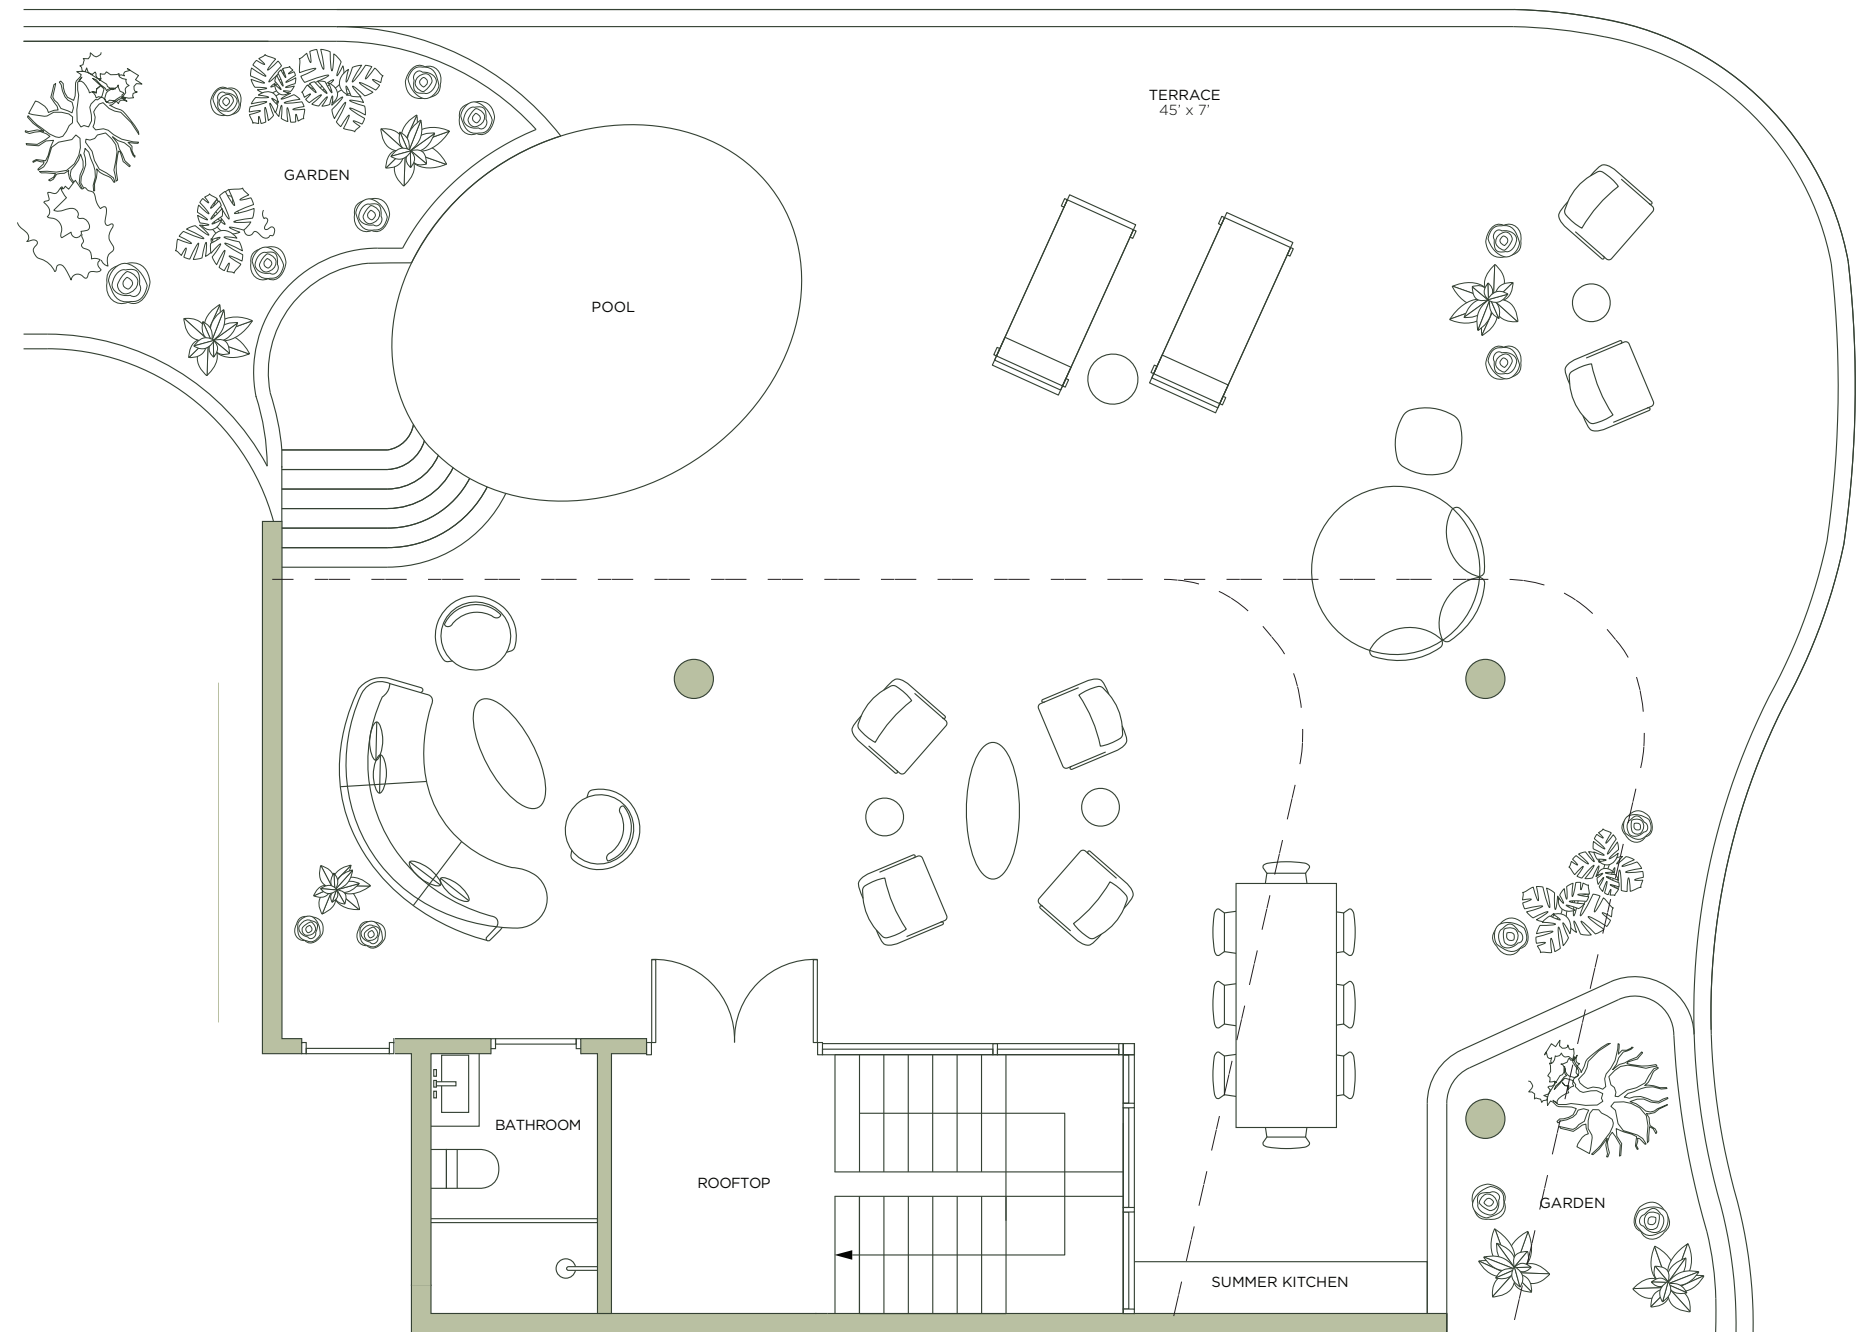 TERRACE
45’ x 7’
GARDEN
POOL
BATHROOM
ROOFTOP
GARDEN
SUMMER KITCHEN